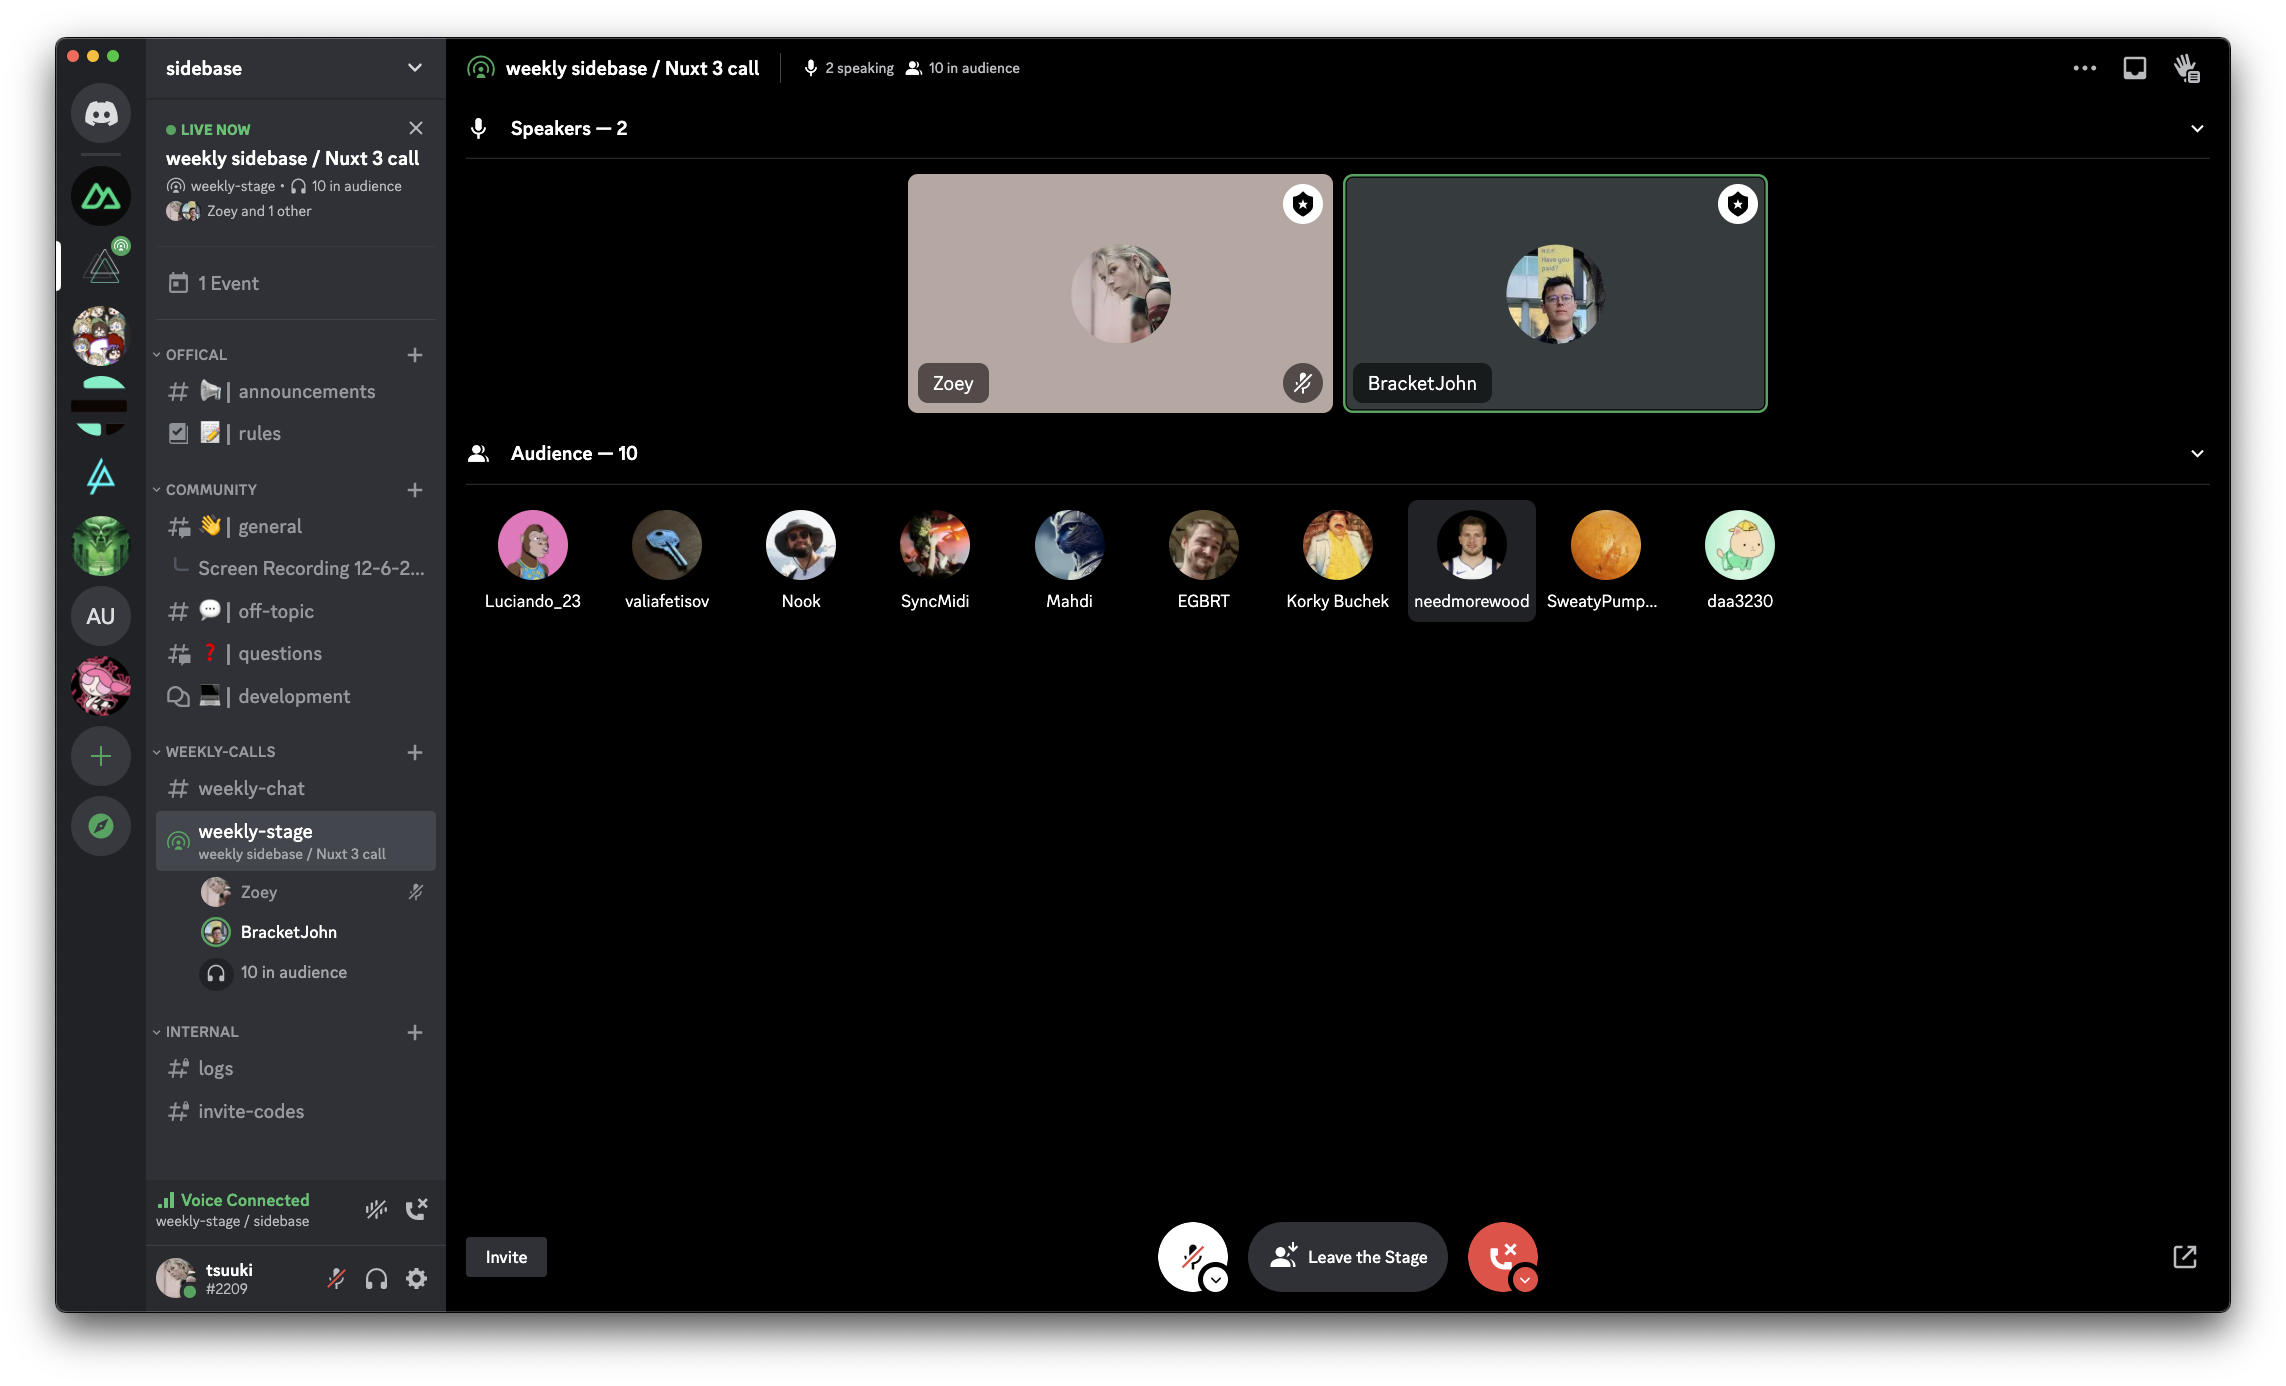 sidebase
LIVE NOW
weekly sidebase / Nuxt 3 call
weekly-stage • 10 in audience
Zoey and 1 other
1 Event
OFFICAL
| announcements
| rules
COMMUNITY
| general
Screen Recording 12-6-2...
| off-topic
❓ | questions
| development
WEEKLY-CALLS
weekly-chat
weekly-stage
weekly sidebase / Nuxt 3 call
Zoey
BracketJohn
10 in audience
INTERNAL
logs
invite-codes
Voice Connected
weekly-stage / sidebase
tsuuki
#2209
AU
weekly sidebase / Nuxt 3 call
2 speaking 10 in audience
Speakers — 2
Have you
paid?
Zoey
BracketJohn
Audience — 10
Luciando_23
valiafetisov
Nook
SyncMidi
Mahdi
EGBRT
Korky Buchek
needmorewood
SweatyPump...
daa3230
Invite
Leave the Stage